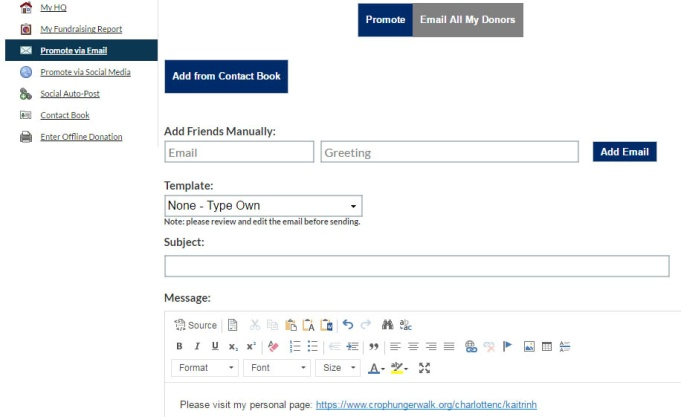 My HQ
My Fundraising Report
Promote via Email
Promote via Social Media
Social Auto-Post
Contact Book
Enter Offline Donation
Promote Email All My Donors
Add from Contact Book
Add Friends Manually:
Email Greeting Add Email
Template:
None - Type Own
Note: please review and edit the email before sending.
Subject:
Message:
Source
B I U x₂ x²
Format Font Size A
Please visit my personal page: https://www.crophungerwalk.org/charlottenc/kaitrinh